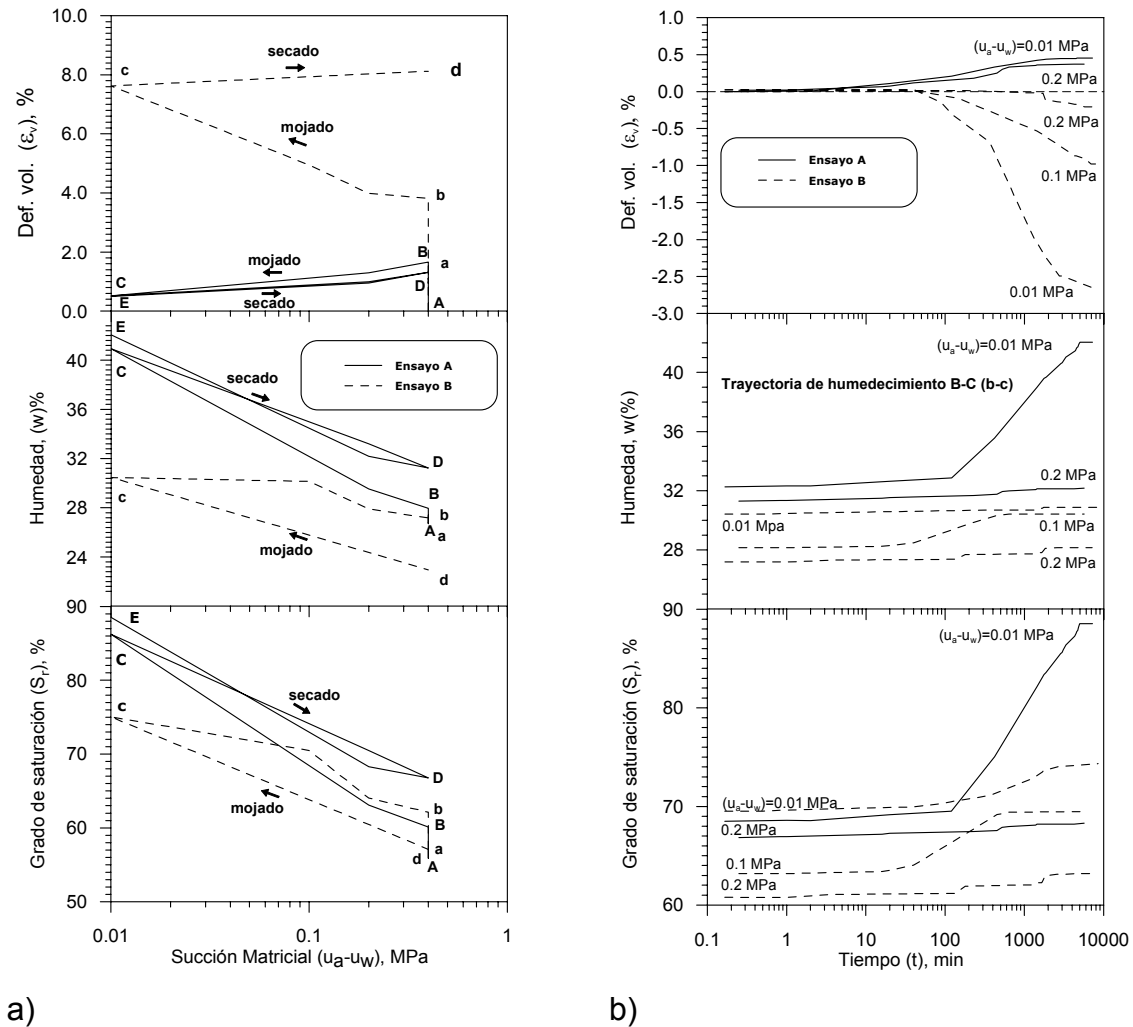 10.0
8.0
6.0
4.0
2.0
0.0
Def. vol. (εv), %
secado
c
d
mojado
b
mojado
B
a
C
D
E
secado
A
40
36
32
28
24
90
Humedad, (w)%
E
C
secado
Ensayo A
Ensayo B
D
B
b
A
a
c
mojado
d
80
70
60
50
Grado de saturación (Sr), %
E
C
c
secado
D
mojado
b
B
a
d
A
0.01
0.1
1
Succión Matricial (ua-uw), MPa
a)
1.0
0.5
0.0
-0.5
-1.0
-1.5
-2.0
-2.5
-3.0
Def. vol. (εv), %
(ua-uw)=0.01 MPa
0.2 MPa
0.2 MPa
Ensayo A
Ensayo B
0.1 MPa
0.01 MPa
40
36
32
28
90
Humedad, w(%)
(ua-uw)=0.01 MPa
Trayectoria de humedecimiento B-C (b-c)
0.2 MPa
0.01 Mpa
0.1 MPa
0.2 MPa
80
70
60
Grado de saturación (Sr), %
(ua-uw)=0.01 MPa
(ua-uw)=0.01 MPa
0.2 MPa
0.1 MPa
0.2 MPa
0.1
1
10
100
1000
10000
Tiempo (t), min
b)